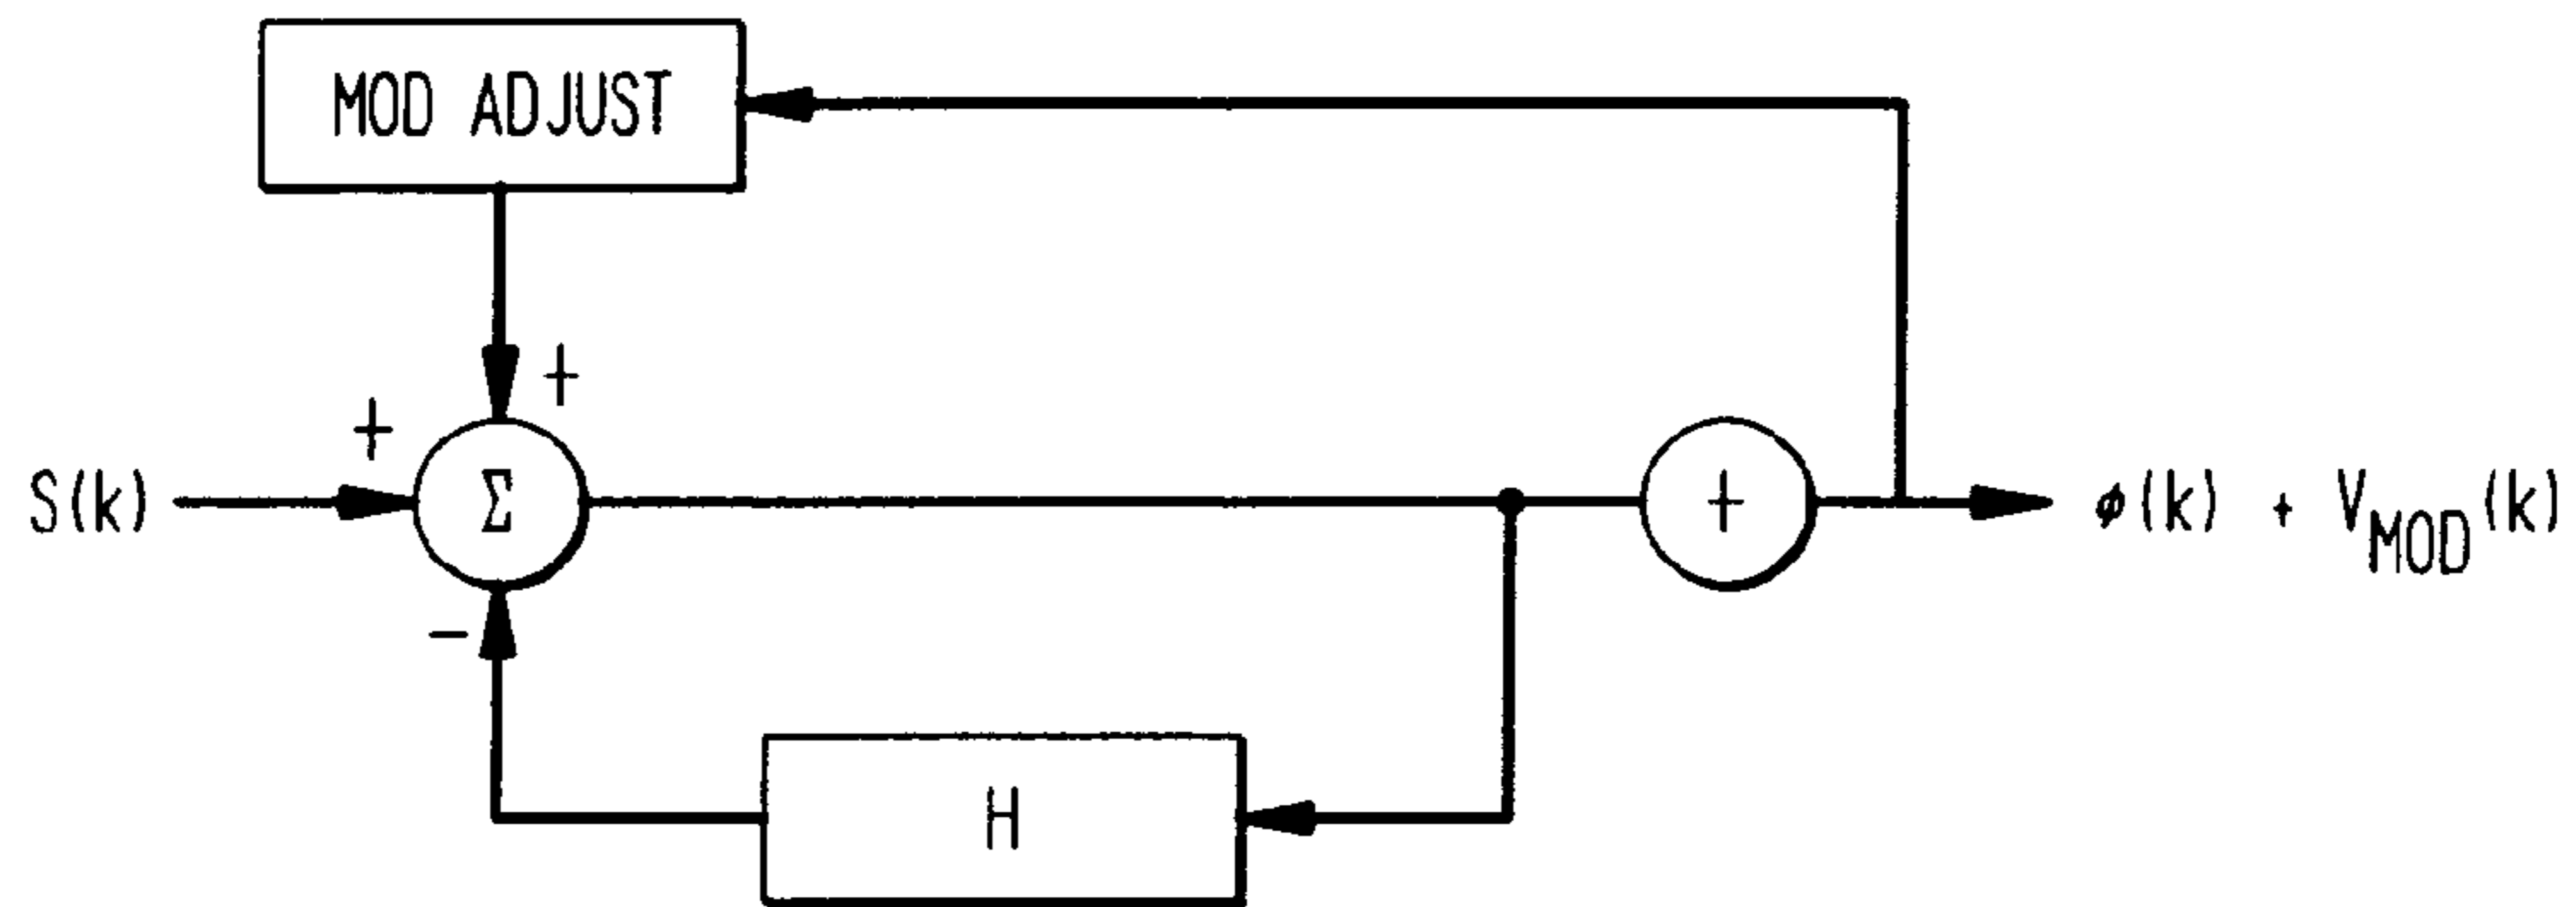 MOD ADJUST
+
+
S(k)
Σ
+
ϕ(k) + V_MOD(k)
-
H